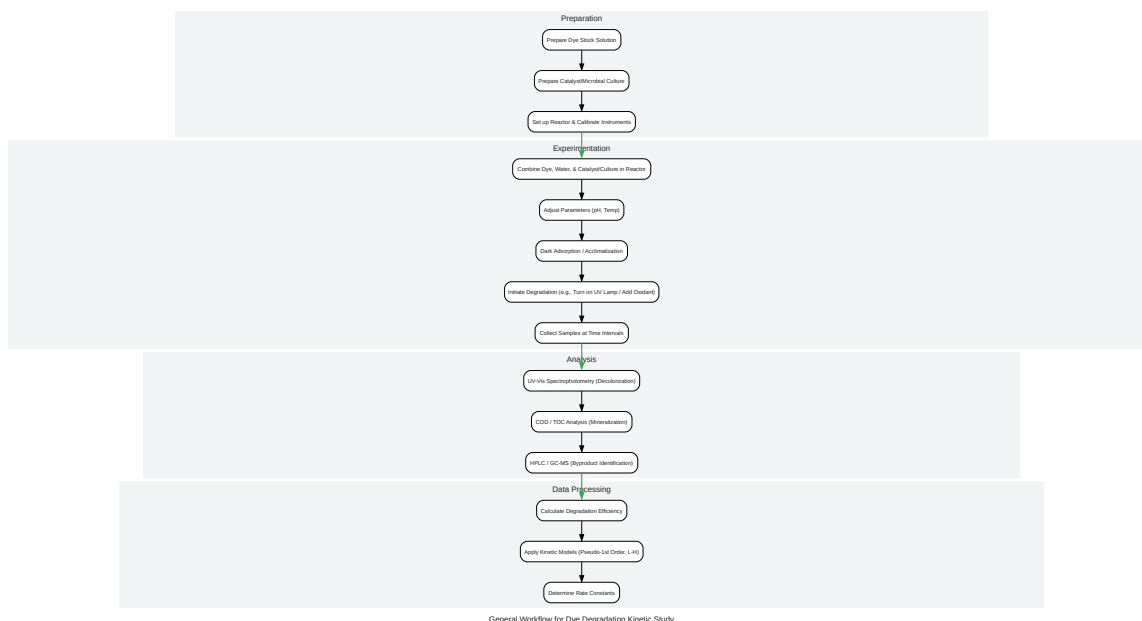 Preparation
Prepare Dye Stock Solution
Prepare Catalyst/Microbial Culture
Set up Reactor & Calibrate Instruments
Experimentation
Combine Dye, Water, & Catalyst/Culture in Reactor
Adjust Parameters (pH, Temp)
Dark Adsorption / Acclimatization
Initiate Degradation (e.g., Turn on UV Lamp / Add Oxidant)
Collect Samples at Time Intervals
Analysis
UV-Vis Spectrophotometry (Decolorization)
COD / TOC Analysis (Mineralization)
HPLC / GC-MS (Byproduct Identification)
Data Processing
Calculate Degradation Efficiency
Apply Kinetic Models (Pseudo-1st Order, L-H)
Determine Rate Constants
General Workflow for Dye Degradation Kinetic Study